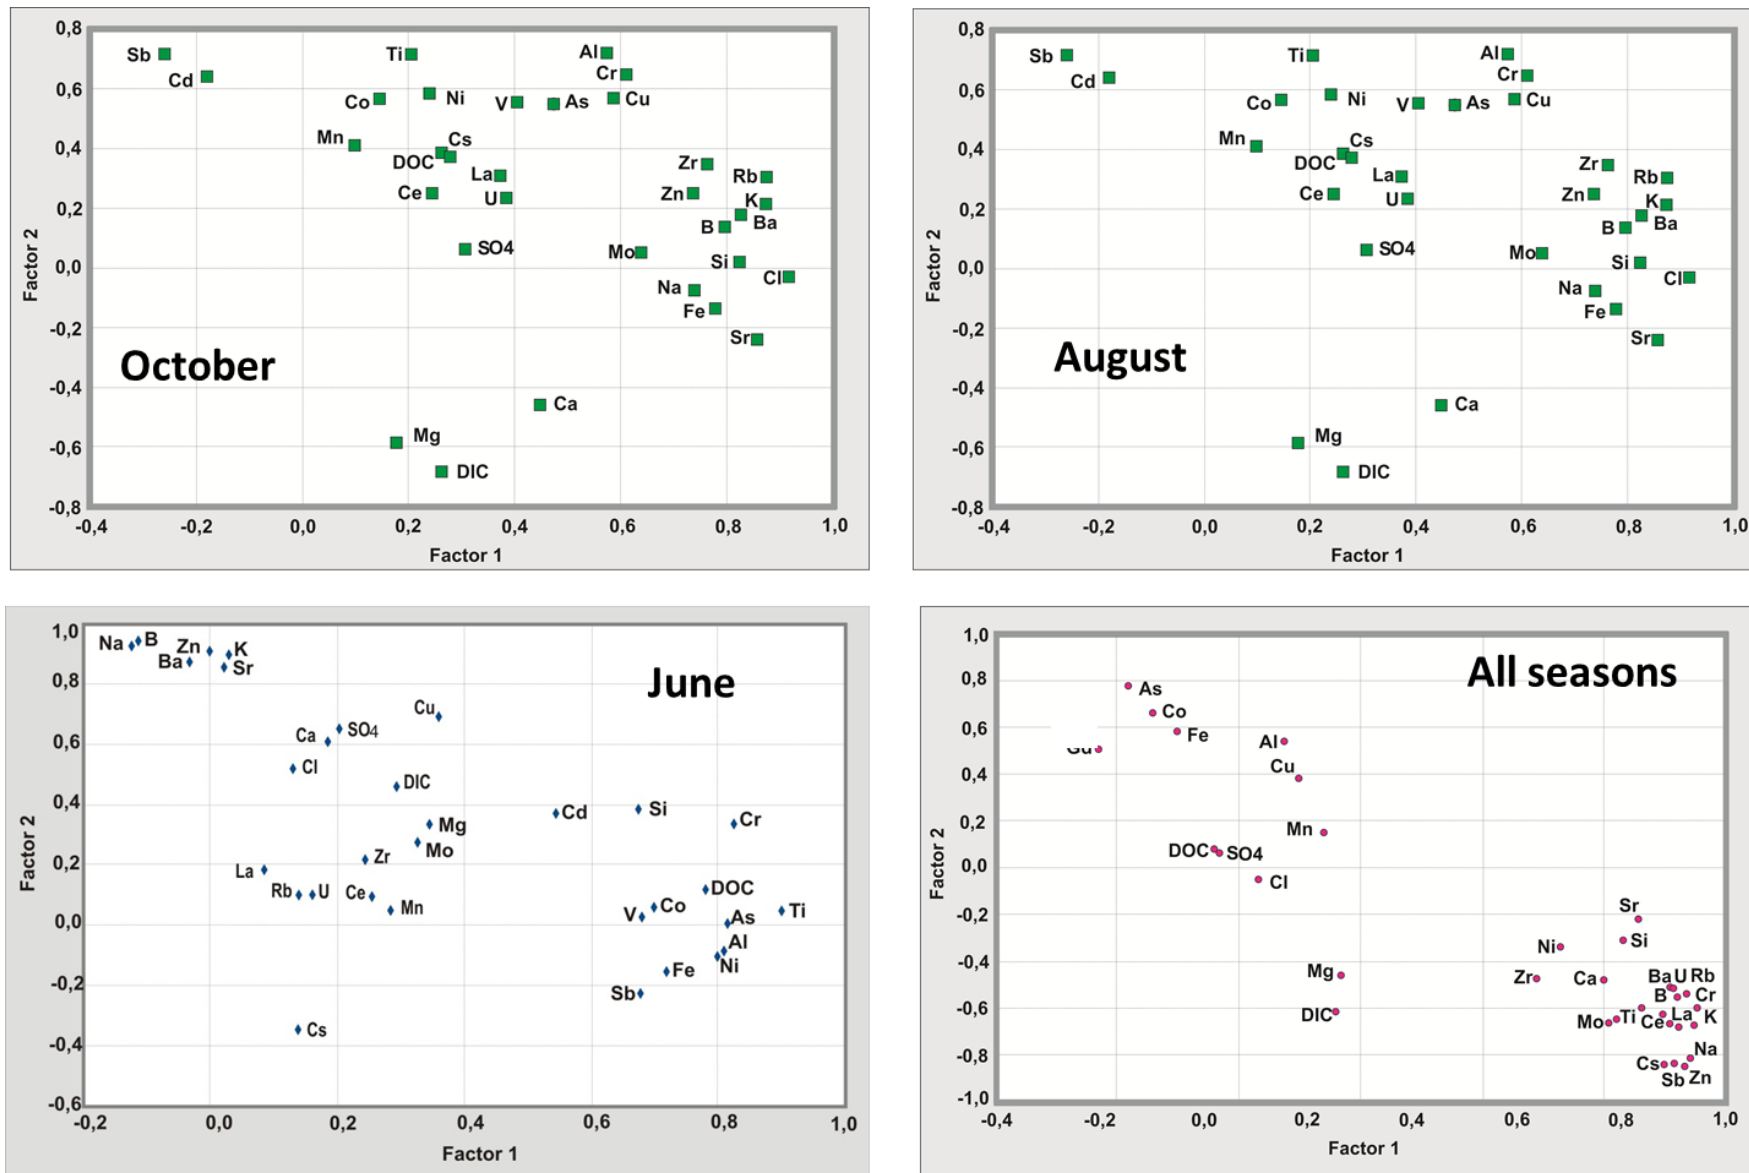 0,8
0,6
0,4
0,2
0,0
-0,2
-0,4
-0,6
-0,8
Factor 2
Sb
Cd
Ti
Al
Cr
Co
Ni
V
As
Cu
Mn
Cs
DOC
La
Ce
U
Zr
Rb
Zn
K
Ba
B
SO4
Mo
Si
Cl
Na
Fe
Sr
October
Ca
Mg
DIC
-0,4 -0,2 0,0 0,2 0,4 0,6 0,8 1,0
Factor 1
0,8
0,6
0,4
0,2
0,0
-0,2
-0,4
-0,6
-0,8
Factor 2
Sb
Cd
Ti
Al
Cr
Co
Ni
V
As
Cu
Mn
Cs
DOC
La
Ce
U
Zr
Rb
Zn
K
Ba
B
SO4
Mo
Si
Cl
Na
Fe
Sr
August
Ca
Mg
DIC
-0,4 -0,2 0,0 0,2 0,4 0,6 0,8 1,0
Factor 1
1,0
0,8
0,6
0,4
0,2
0,0
-0,2
-0,4
-0,6
Factor 2
Na
B
Zn
K
Ba
Sr
June
Cu
SO4
Ca
Cl
DIC
Cd
Si
Cr
Mg
Mo
Zr
La
Rb
U
Ce
Mn
DOC
Co
V
As
Ti
Al
Ni
Fe
Sb
Cs
-0,2 0,0 0,2 0,4 0,6 0,8 1,0
Factor 1
1,0
0,8
0,6
0,4
0,2
0,0
-0,2
-0,4
-0,6
-0,8
-1,0
Factor 2
All seasons
As
Co
Fe
Al
Cu
Mn
DOC
SO4
Cl
Sr
Ni
Si
Mg
Zr
Ca
Ba
U
Rb
B
Cr
DIC
Mo
Ti
Ce
La
K
Na
Cs
Sb
Zn
-0,4 -0,2 0,0 0,2 0,4 0,6 0,8 1,0
Factor 1